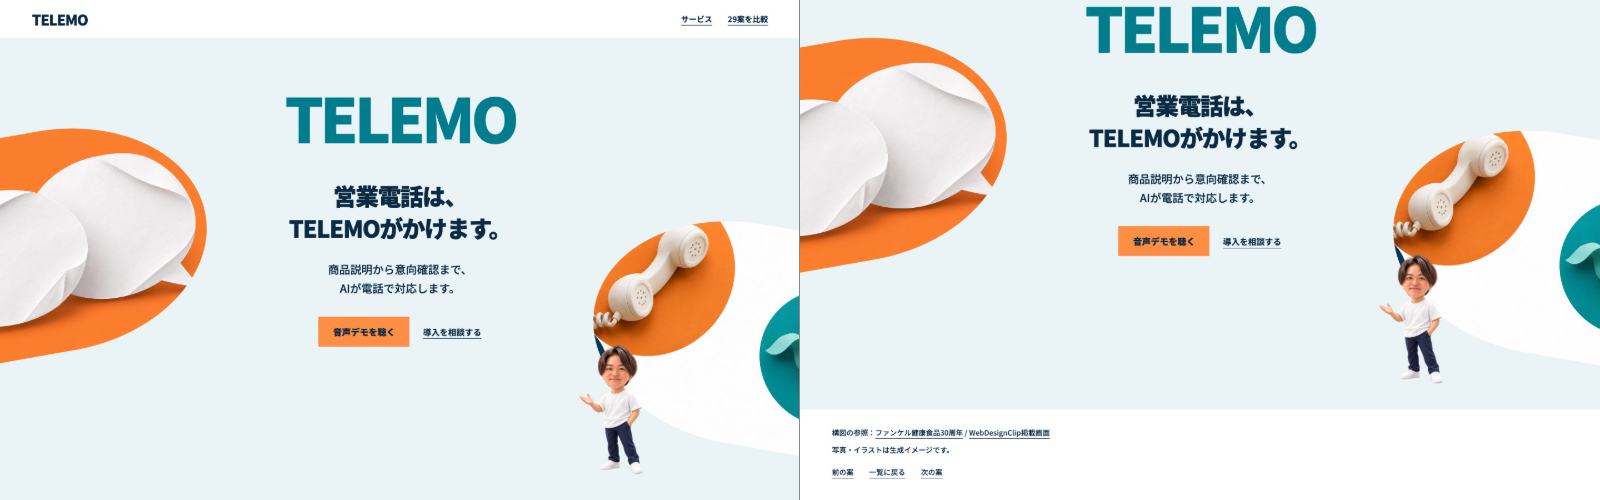 TELEMO
サービス
29案を比較
TELEMO
営業電話は、
TELEMOがかけます。
商品説明から意向確認まで、
AIが電話で対応します。
音声デモを聴く
導入を相談する
TELEMO
営業電話は、
TELEMOがかけます。
商品説明から意向確認まで、
AIが電話で対応します。
音声デモを聴く
導入を相談する
構図の参照：ファンケル健康食品30周年 / WebDesignClip掲載画面
写真・イラストは生成イメージです。
前の案
一覧に戻る
次の案